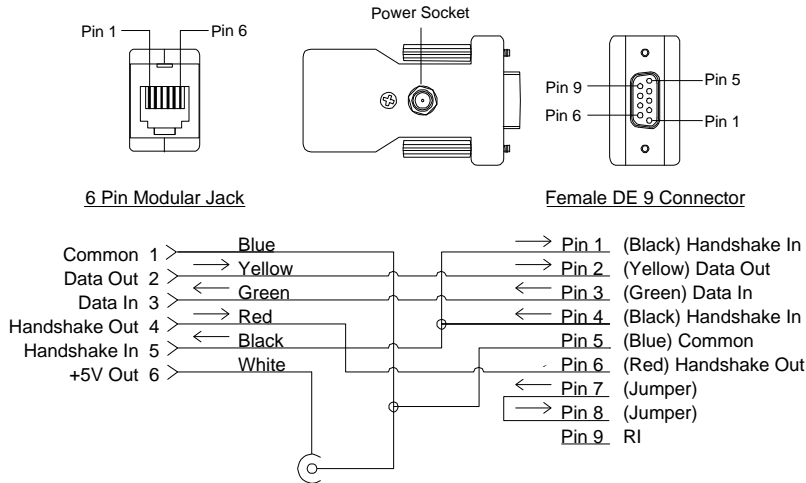 Power Socket
Pin 1
Pin 6
Pin 9
Pin 6
Pin 5
Pin 1
6 Pin Modular Jack
Female DE 9 Connector
Common 1 Blue Pin 1 (Black) Handshake In
Data Out 2 Yellow Pin 2 (Yellow) Data Out
Data In 3 Green Pin 3 (Green) Data In
Handshake Out 4 Red Pin 4 (Black) Handshake In
Handshake In 5 Black Pin 5 (Blue) Common
+5V Out 6 White Pin 6 (Red) Handshake Out
Pin 7 (Jumper)
Pin 8 (Jumper)
Pin 9 RI